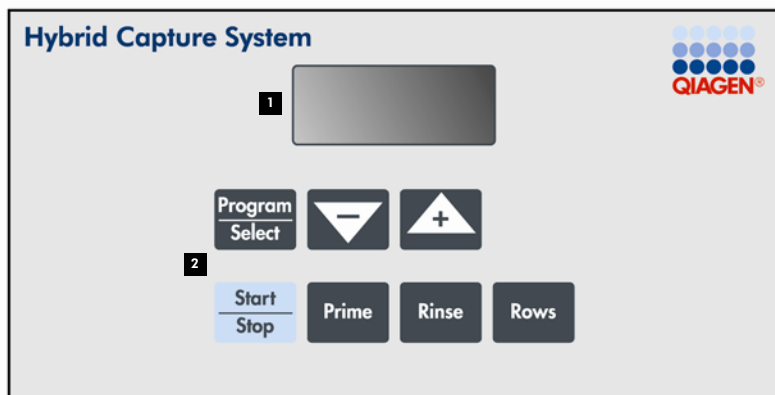 Hybrid Capture System
QIAGEN®
1
Program
Select
−
+
2
Start
Stop
Prime
Rinse
Rows